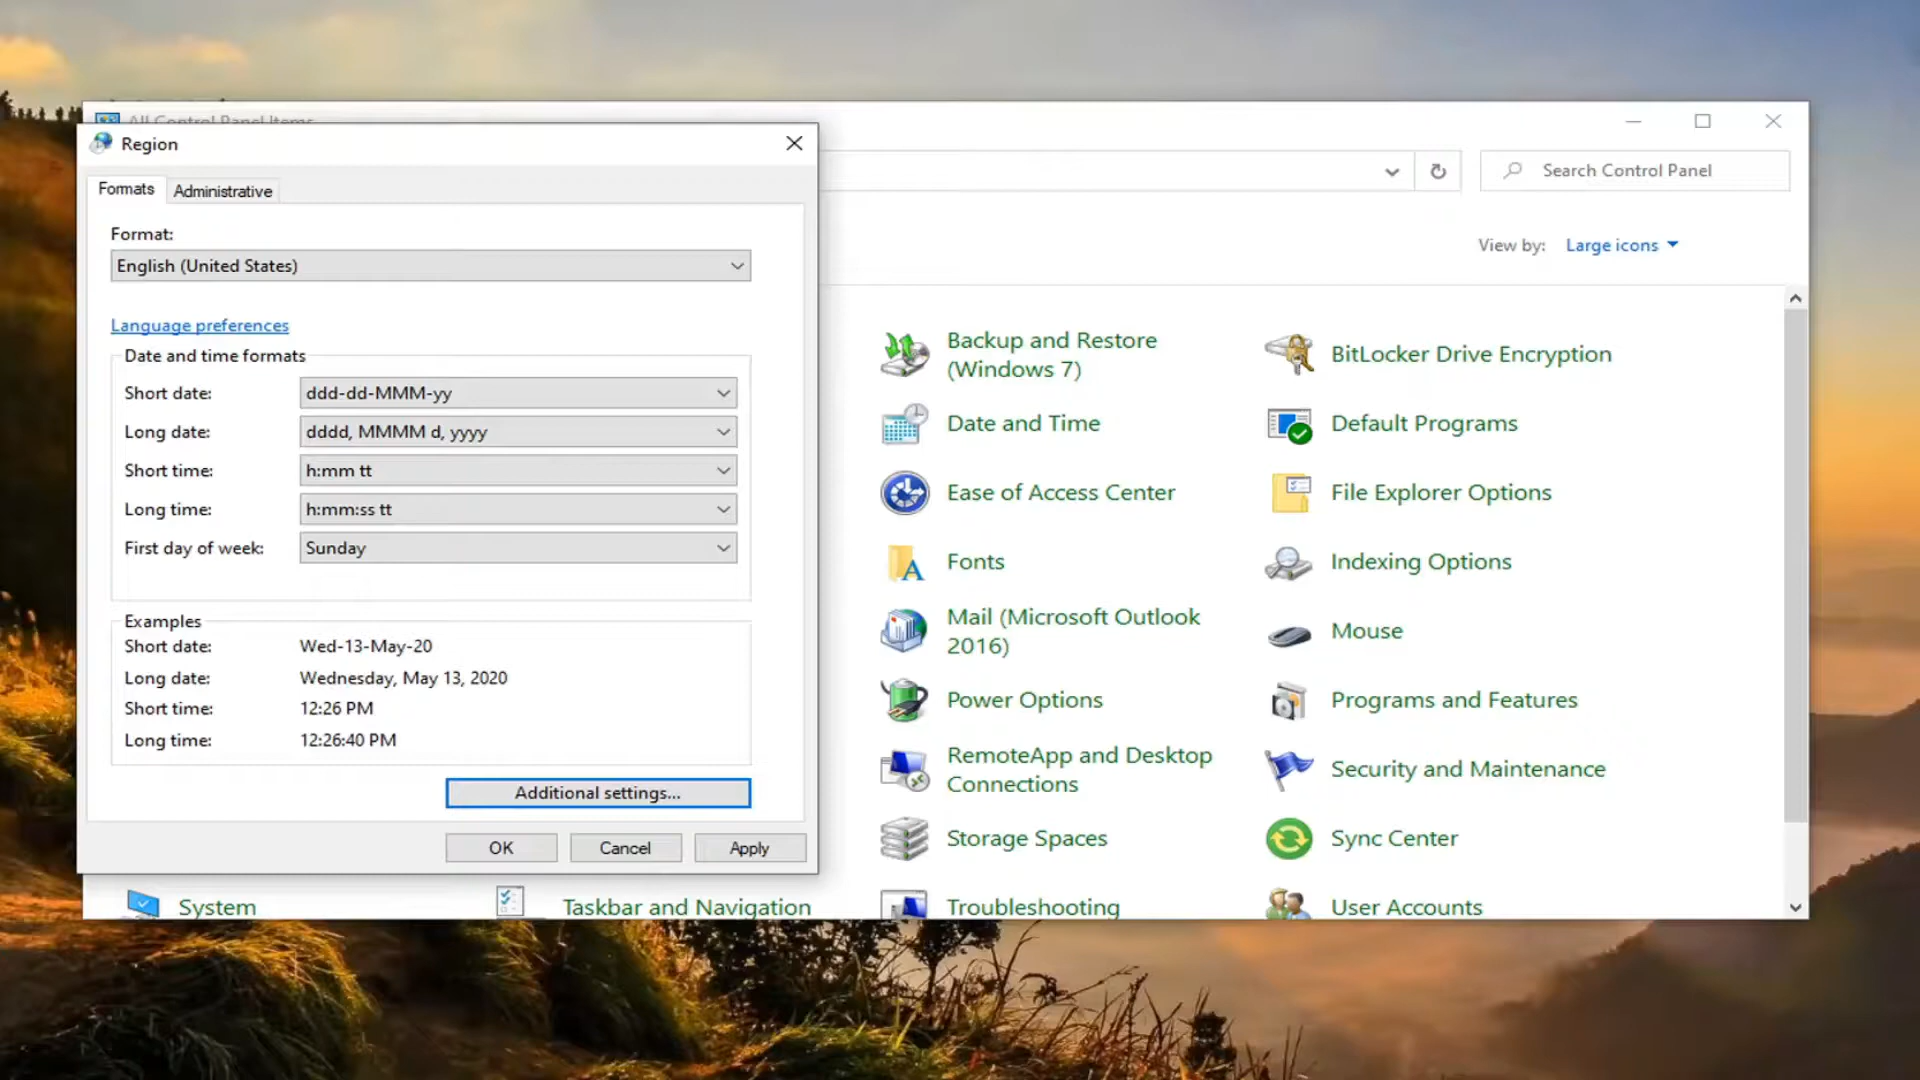 All Control Panel Items
Region
Formats
Administrative
Format:
English (United States)
Language preferences
Date and time formats
Short date:
ddd-dd-MMM-yy
Long date:
dddd, MMMM d, yyyy
Short time:
h:mm tt
Long time:
h:mm:ss tt
First day of week:
Sunday
Examples
Short date:
Wed-13-May-20
Long date:
Wednesday, May 13, 2020
Short time:
12:26 PM
Long time:
12:26:40 PM
Additional settings...
OK
Cancel
Apply
Search Control Panel
View by:
Large icons
Backup and Restore
(Windows 7)
BitLocker Drive Encryption
Date and Time
Default Programs
Ease of Access Center
File Explorer Options
Fonts
Indexing Options
Mail (Microsoft Outlook
2016)
Mouse
Power Options
Programs and Features
RemoteApp and Desktop
Connections
Security and Maintenance
Storage Spaces
Sync Center
System
Taskbar and Navigation
Troubleshooting
User Accounts